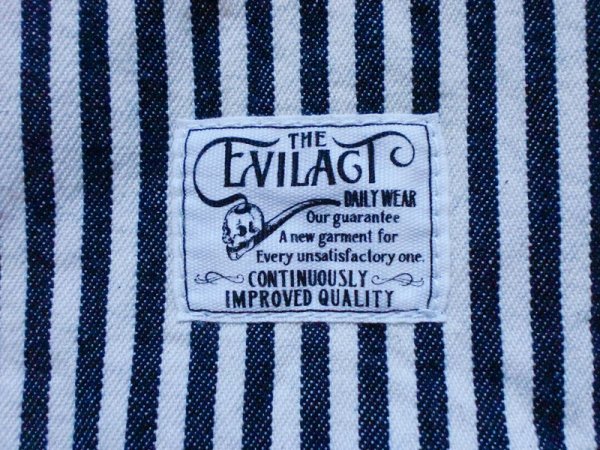 THE
EVILACT
DAILY WEAR
Our guarantee
A new garment for
Every unsatisfactory one.
CONTINUOUSLY
IMPROVED QUALITY